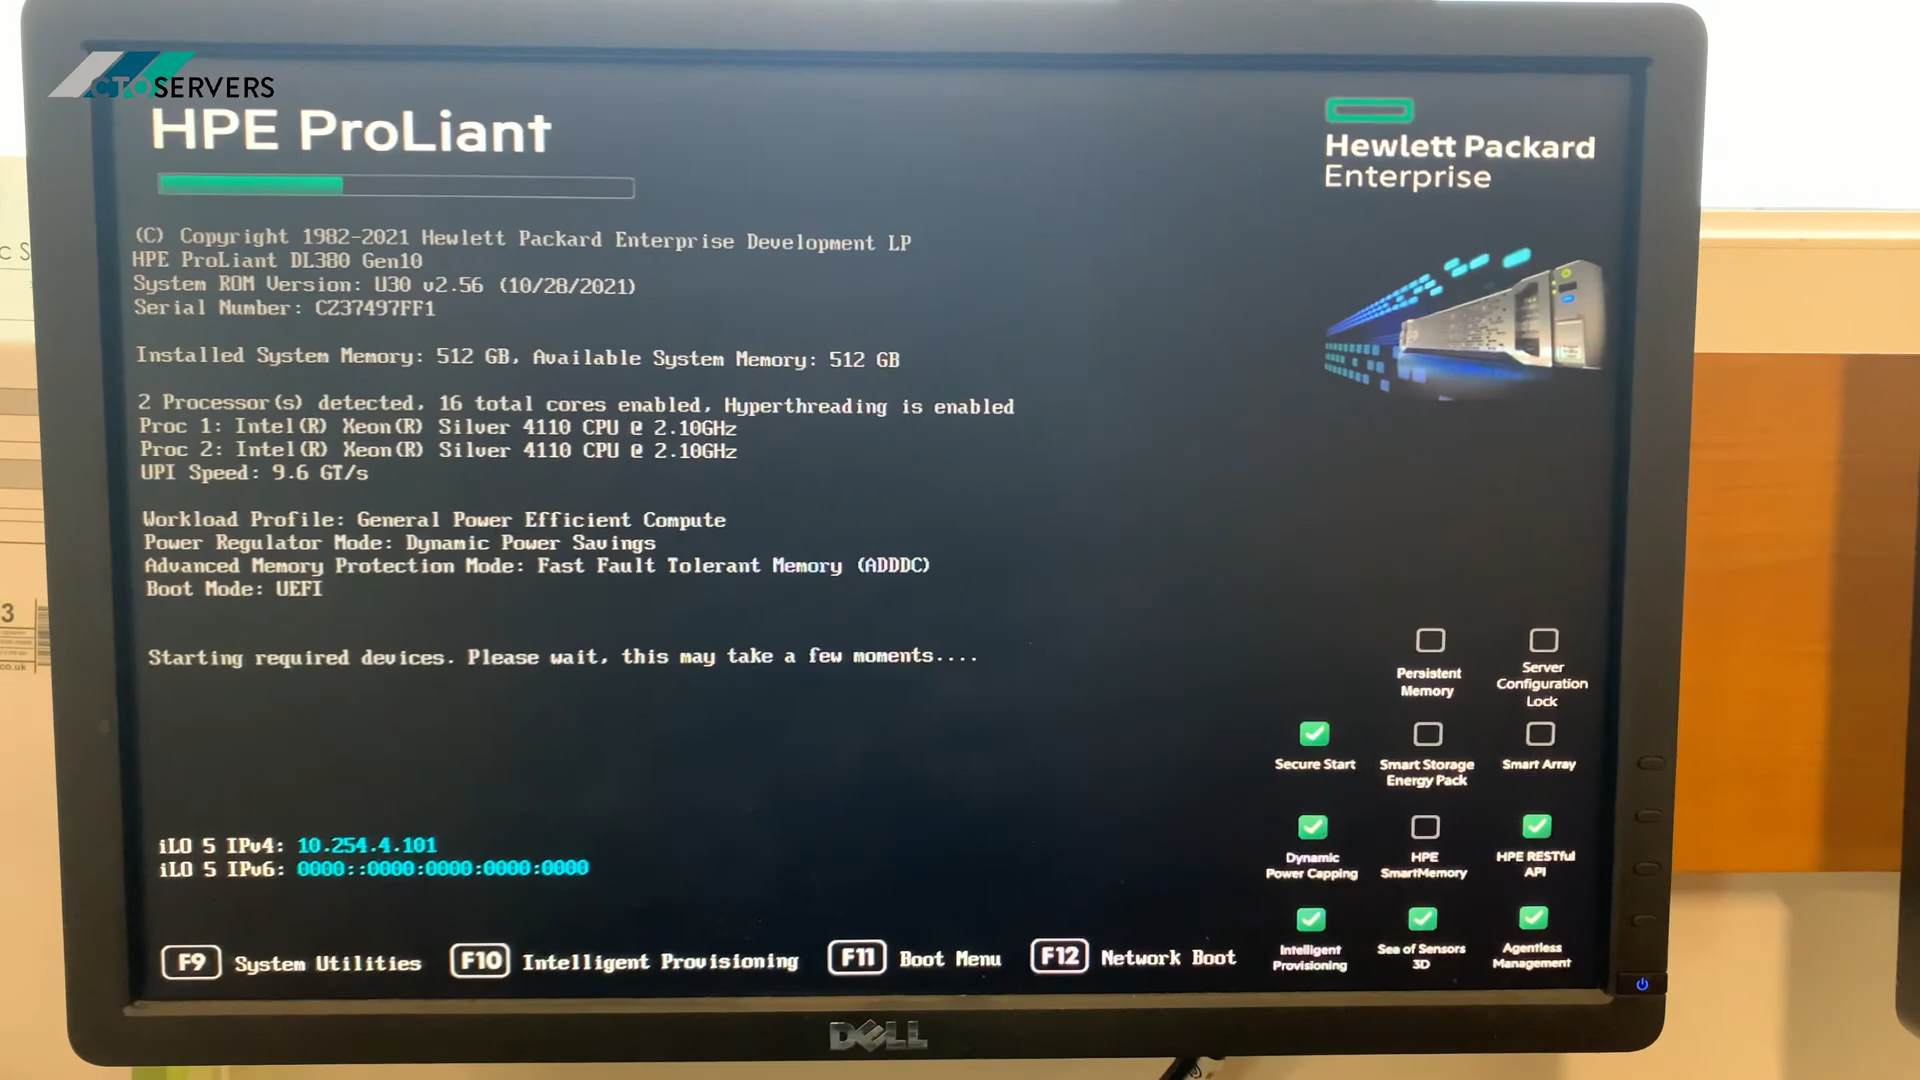 CTOSERVERS
HPE ProLiant
Hewlett Packard
Enterprise
(C) Copyright 1982-2021 Hewlett Packard Enterprise Development LP
HPE ProLiant DL380 Gen10
System ROM Version: U30 v2.56 (10/28/2021)
Serial Number: CZ37497FF1
Installed System Memory: 512 GB, Available System Memory: 512 GB
2 Processor(s) detected, 16 total cores enabled, Hyperthreading is enabled
Proc 1: Intel(R) Xeon(R) Silver 4110 CPU @ 2.10GHz
Proc 2: Intel(R) Xeon(R) Silver 4110 CPU @ 2.10GHz
UPI Speed: 9.6 GT/s
Workload Profile: General Power Efficient Compute
Power Regulator Mode: Dynamic Power Savings
Advanced Memory Protection Mode: Fast Fault Tolerant Memory (ADDDC)
Boot Mode: UEFI
Starting required devices. Please wait, this may take a few moments....
Persistent
Memory
Server
Configuration
Lock
Secure Start
Smart Storage
Energy Pack
Smart Array
Dynamic
Power Capping
HPE
SmartMemory
HPE RESTful
API
Intelligent
Provisioning
Sea of Sensors
3D
Agentless
Management
iLO 5 IPv4: 10.254.4.101
iLO 5 IPv6: 0000::0000:0000:0000:0000
F9 System Utilities F10 Intelligent Provisioning F11 Boot Menu F12 Network Boot
DELL
c S
3
co.uk